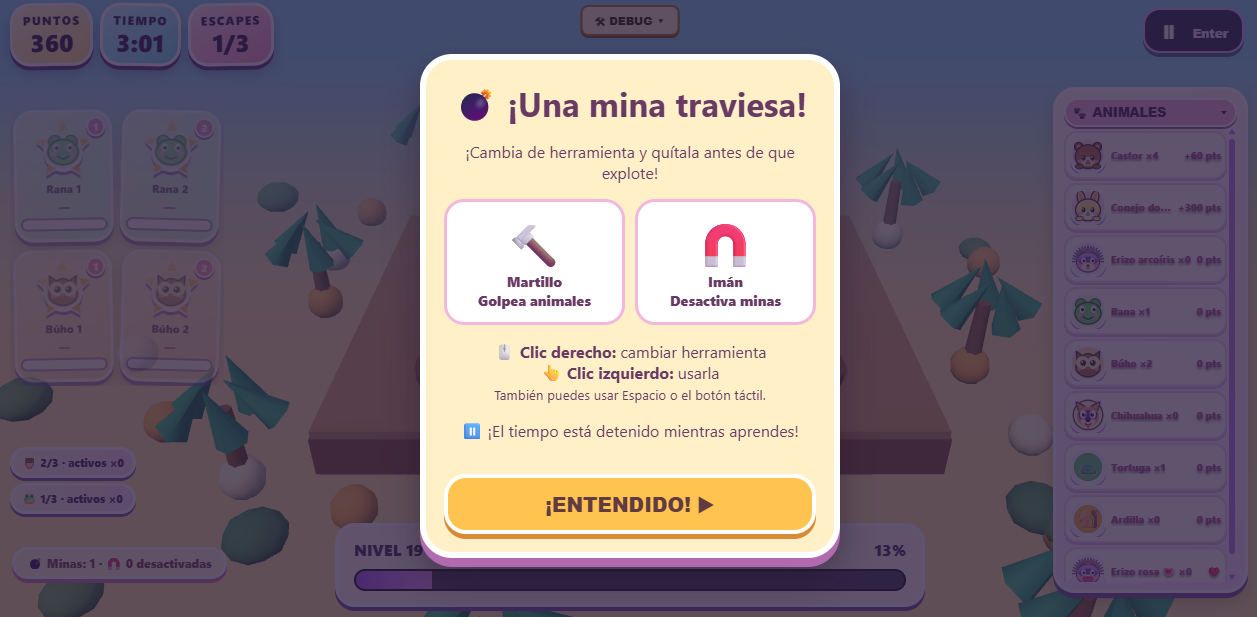 PUNTOS
360
TIEMPO
3:01
ESCAPES
1/3
🛠 DEBUG ▾
Enter
1
Rana 1
—
2
Rana 2
—
1
Búho 1
—
2
Búho 2
—
2/3 · activos ×0
1/3 · activos ×0
Minas: 1 · 🧲 0 desactivadas
¡Una mina traviesa!
¡Cambia de herramienta y quítala antes de que
explote!
Martillo
Golpea animales
Imán
Desactiva minas
Clic derecho: cambiar herramienta
Clic izquierdo: usarla
También puedes usar Espacio o el botón táctil.
¡El tiempo está detenido mientras aprendes!
¡ENTENDIDO! ▶
NIVEL 19
13%
ANIMALES
Castor ×4 +60 pts
Conejo do... +300 pts
Erizo arcoíris ×0 0 pts
Rana ×1 0 pts
Búho ×2 0 pts
Chihuahua ×0 0 pts
Tortuga ×1 0 pts
Ardilla ×0 0 pts
Erizo rosa ×0